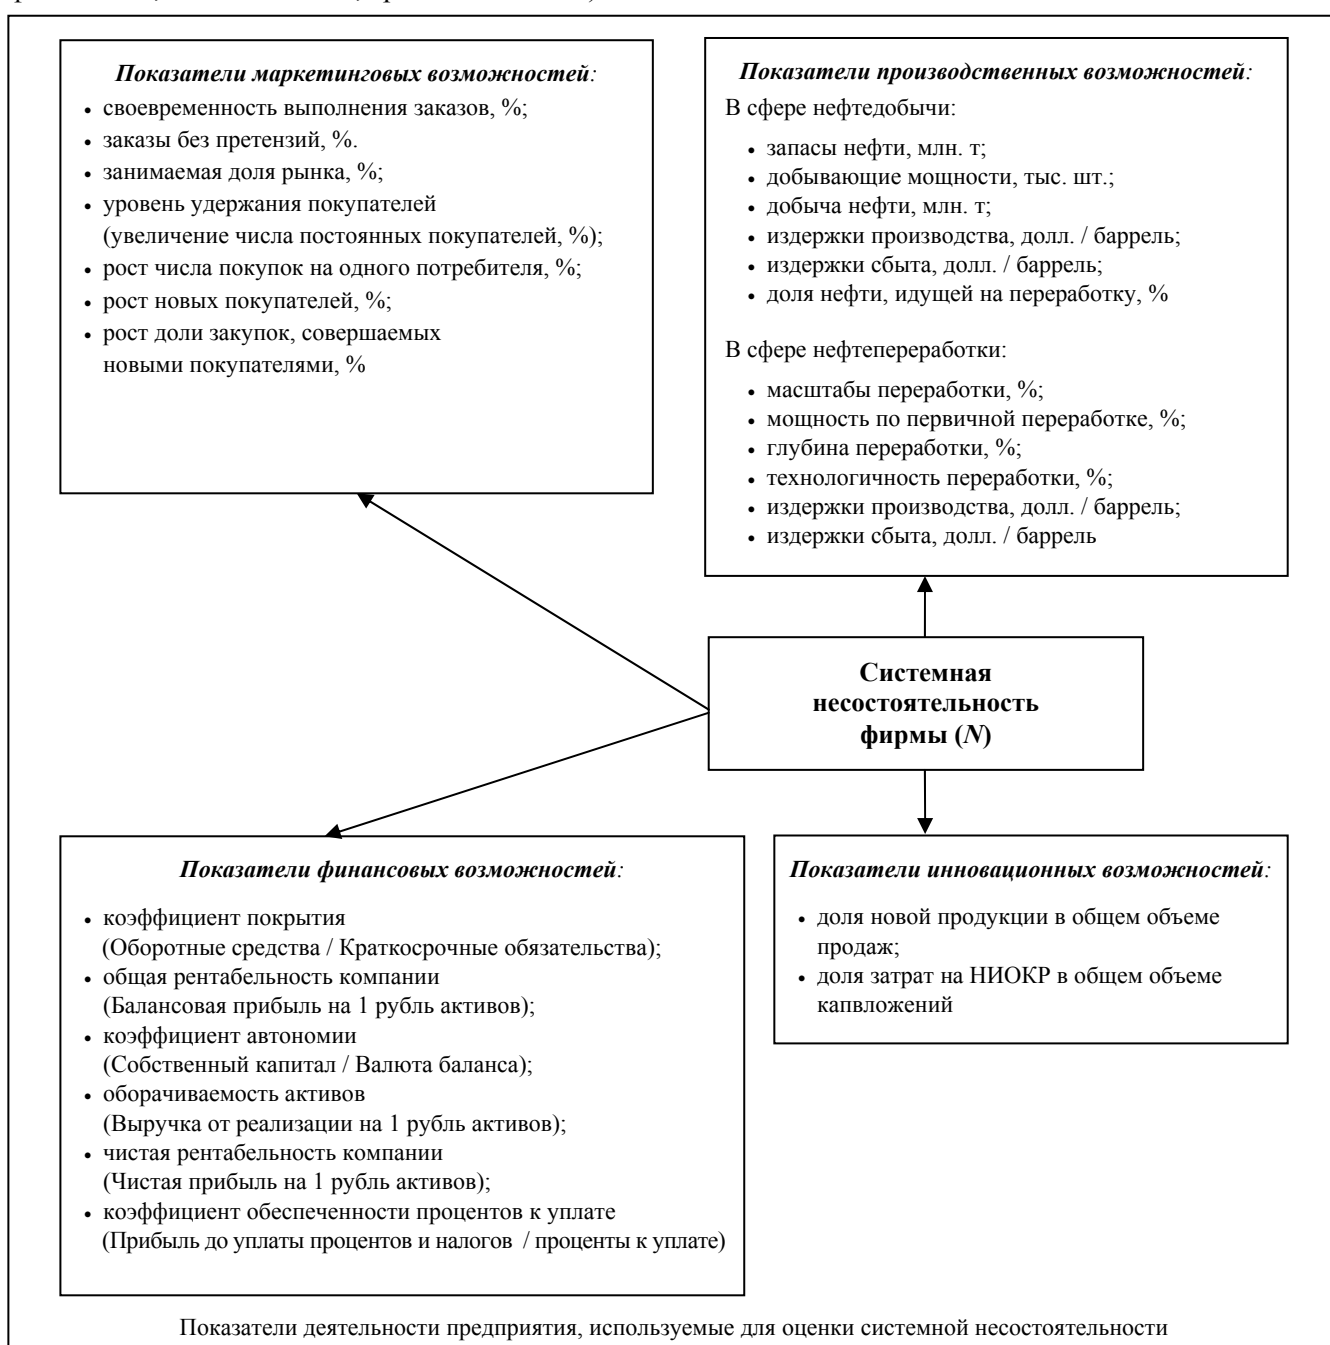 Показатели маркетинговых возможностей:
• своевременность выполнения заказов, %;
• заказы без претензий, %.
• занимаемая доля рынка, %;
• уровень удержания покупателей
(увеличение числа постоянных покупателей, %);
• рост числа покупок на одного потребителя, %;
• рост новых покупателей, %;
• рост доли закупок, совершаемых
новыми покупателями, %
Показатели производственных возможностей:
В сфере нефтедобычи:
• запасы нефти, млн. т;
• добывающие мощности, тыс. шт.;
• добыча нефти, млн. т;
• издержки производства, долл. / баррель;
• издержки сбыта, долл. / баррель;
• доля нефти, идущей на переработку, %
В сфере нефтепереработки:
• масштабы переработки, %;
• мощность по первичной переработке, %;
• глубина переработки, %;
• технологичность переработки, %;
• издержки производства, долл. / баррель;
• издержки сбыта, долл. / баррель
Системная
несостоятельность
фирмы (N)
Показатели финансовых возможностей:
• коэффициент покрытия
(Оборотные средства / Краткосрочные обязательства);
• общая рентабельность компании
(Балансовая прибыль на 1 рубль активов);
• коэффициент автономии
(Собственный капитал / Валюта баланса);
• оборачиваемость активов
(Выручка от реализации на 1 рубль активов);
• чистая рентабельность компании
(Чистая прибыль на 1 рубль активов);
• коэффициент обеспеченности процентов к уплате
(Прибыль до уплаты процентов и налогов / проценты к уплате)
Показатели инновационных возможностей:
• доля новой продукции в общем объеме
продаж;
• доля затрат на НИОКР в общем объеме
капвложений
Показатели деятельности предприятия, используемые для оценки системной несостоятельности